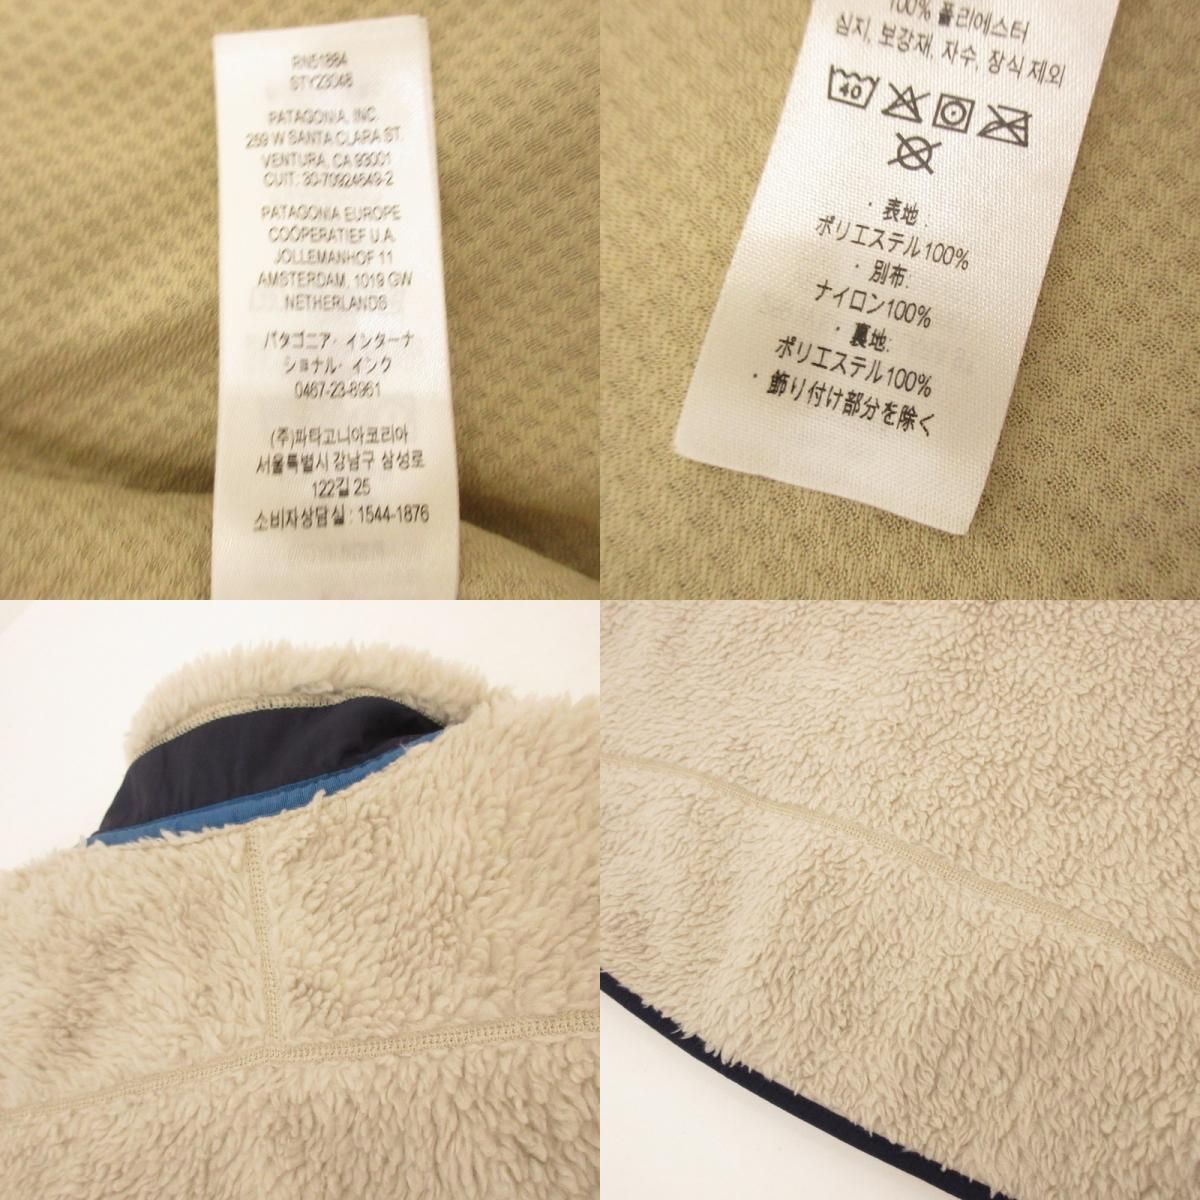 RN51884
STY23048
PATAGONIA, INC.
259 W SANTA CLARA ST.
VENTURA, CA 93001
CUIT: 30-70924649-2
PATAGONIA EUROPE
COÖPERATIEF U.A.
JOLLEMANHOF 11
AMSTERDAM, 1019 GW
NETHERLANDS
パタゴニア・インターナ
ショナル・インク
0467-23-8961
(주)파타고니아코리아
서울특별시 강남구 삼성로
122길 25
소비자상담실 : 1544-1876
100% 폴리에스터
심지, 보강재, 자수, 장식 제외
40
・表地 :
ポリエステル100%
・別布:
ナイロン100%
・裏地:
ポリエステル100%
・飾り付け部分を除く